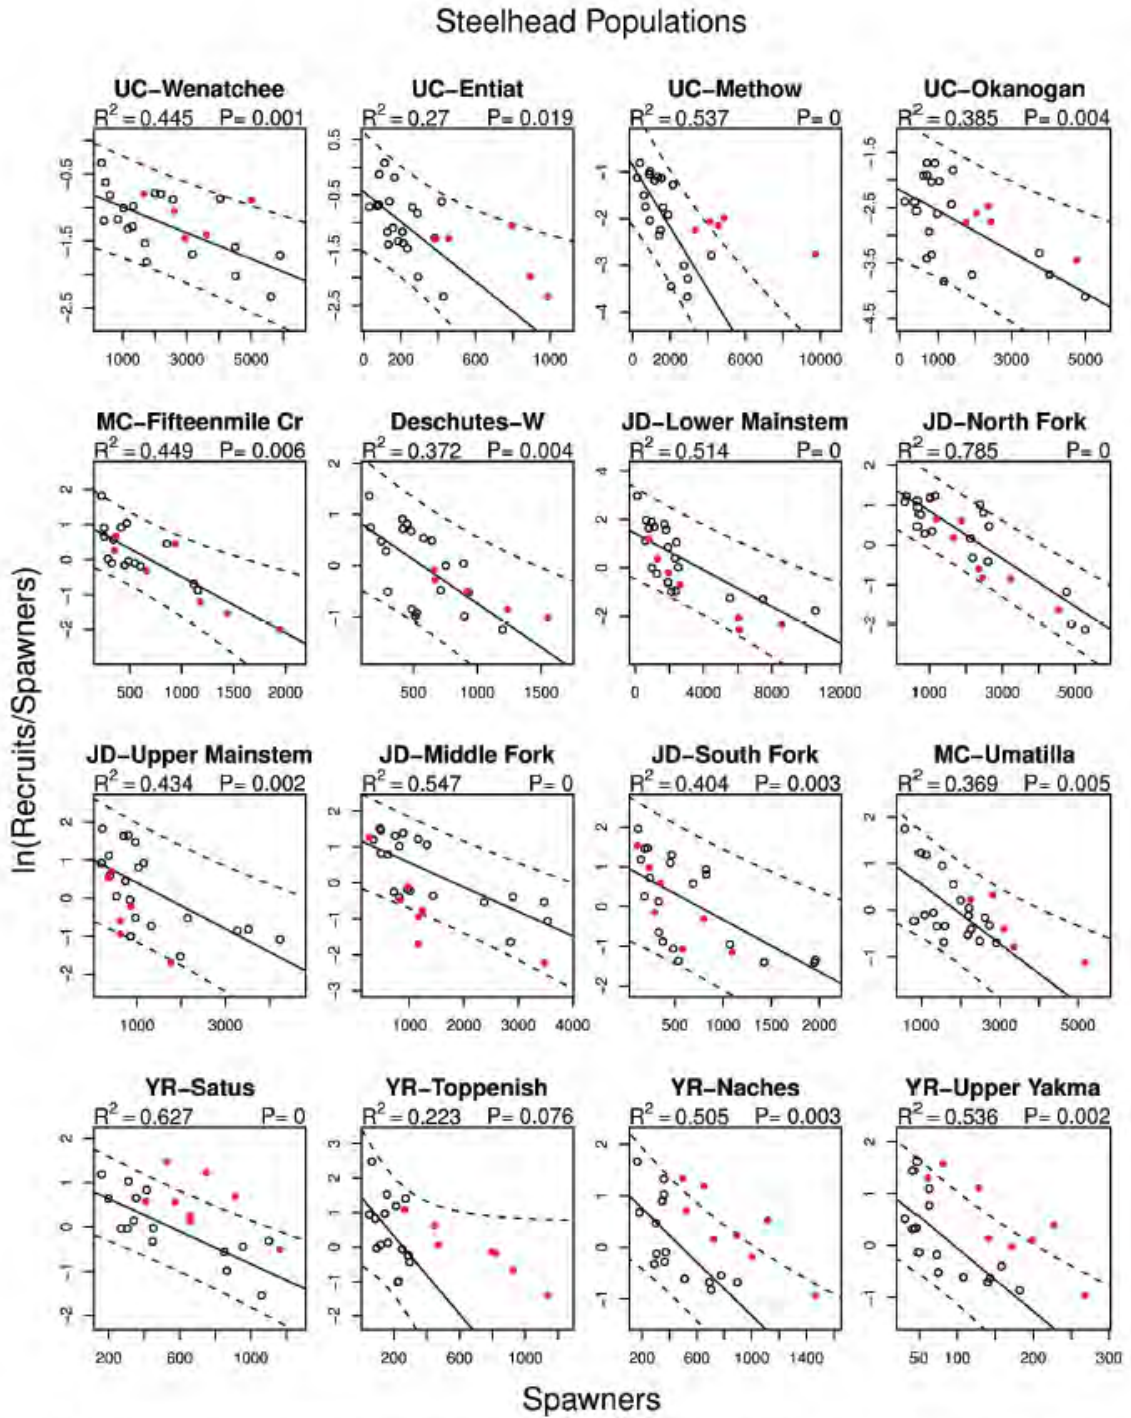 Steelhead Populations
UC-Wenatchee UC-Entiat UC-Methow UC-Okanogan
R² = 0.445 P= 0.001 R² = 0.27 P= 0.019 R² = 0.537 P= 0 R² = 0.385 P= 0.004
-0.5 -1.5 -2.5
0.5 -0.5 -1.5 -2.5
-1 -2 -3 -4
-1.5 -2.5 -3.5 -4.5
1000 3000 5000 0 200 600 1000 0 2000 6000 10000 0 1000 3000 5000
MC-Fifteenmile Cr Deschutes-W JD-Lower Mainstem JD-North Fork
R² = 0.449 P= 0.006 R² = 0.372 P= 0.004 R² = 0.514 P= 0 R² = 0.785 P= 0
2 1 0 -1 -2
2 1 0 -1
4 2 0 -2
2 1 0 -1 -2
500 1000 1500 2000 500 1000 1500 0 4000 8000 12000 1000 3000 5000
ln(Recruits/Spawners)
JD-Upper Mainstem JD-Middle Fork JD-South Fork MC-Umatilla
R² = 0.434 P= 0.002 R² = 0.547 P= 0 R² = 0.404 P= 0.003 R² = 0.369 P= 0.005
2 1 0 -1 -2
2 1 0 -1 -3
2 1 0 -1 -2
2 1 0 -1
1000 3000 1000 2000 3000 4000 500 1000 1500 2000 1000 3000 5000
YR-Satus YR-Toppenish YR-Naches YR-Upper Yakma
R² = 0.627 P= 0 R² = 0.223 P= 0.076 R² = 0.505 P= 0.003 R² = 0.536 P= 0.002
2 1 0 -1 -2
3 2 1 0 -1 -2
2 1 0 -1
2 1 0 -1
200 600 1000 200 600 1000 200 600 1000 1400 50 100 200 300
Spawners